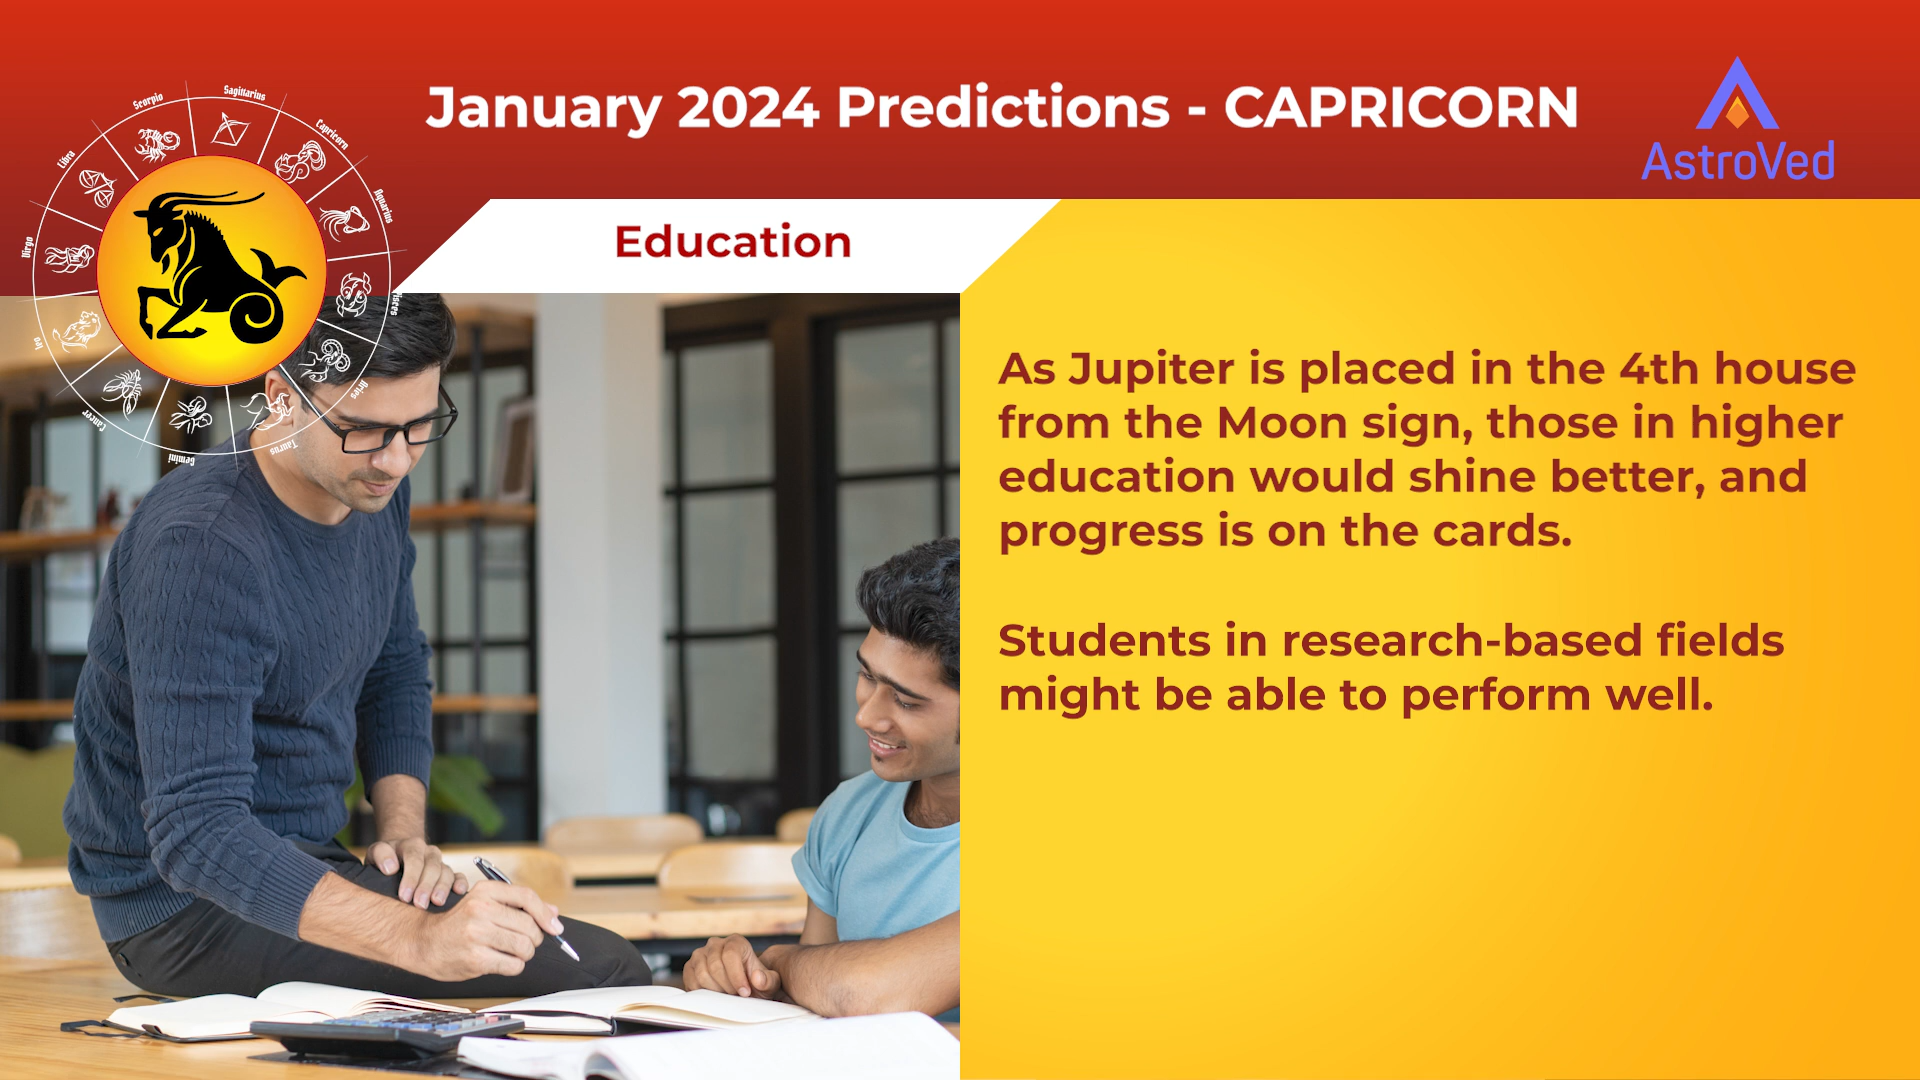 January 2024 Predictions - CAPRICORN
AstroVed
Sagittarius
Scorpio
Capricorn
Libra
Aquarius
Virgo
Pisces
Leo
Aries
Cancer
Taurus
Gemini
Education
As Jupiter is placed in the 4th house
from the Moon sign, those in higher
education would shine better, and
progress is on the cards.
Students in research-based fields
might be able to perform well.